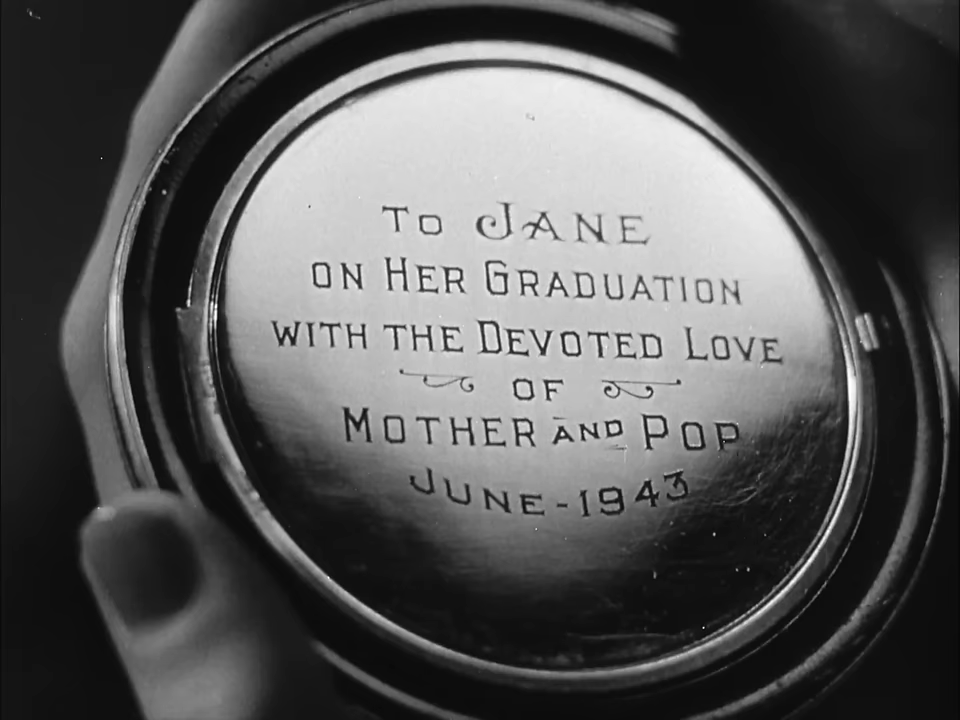 To Jane
on Her Graduation
with the Devoted Love
of
Mother and Pop
June-1943